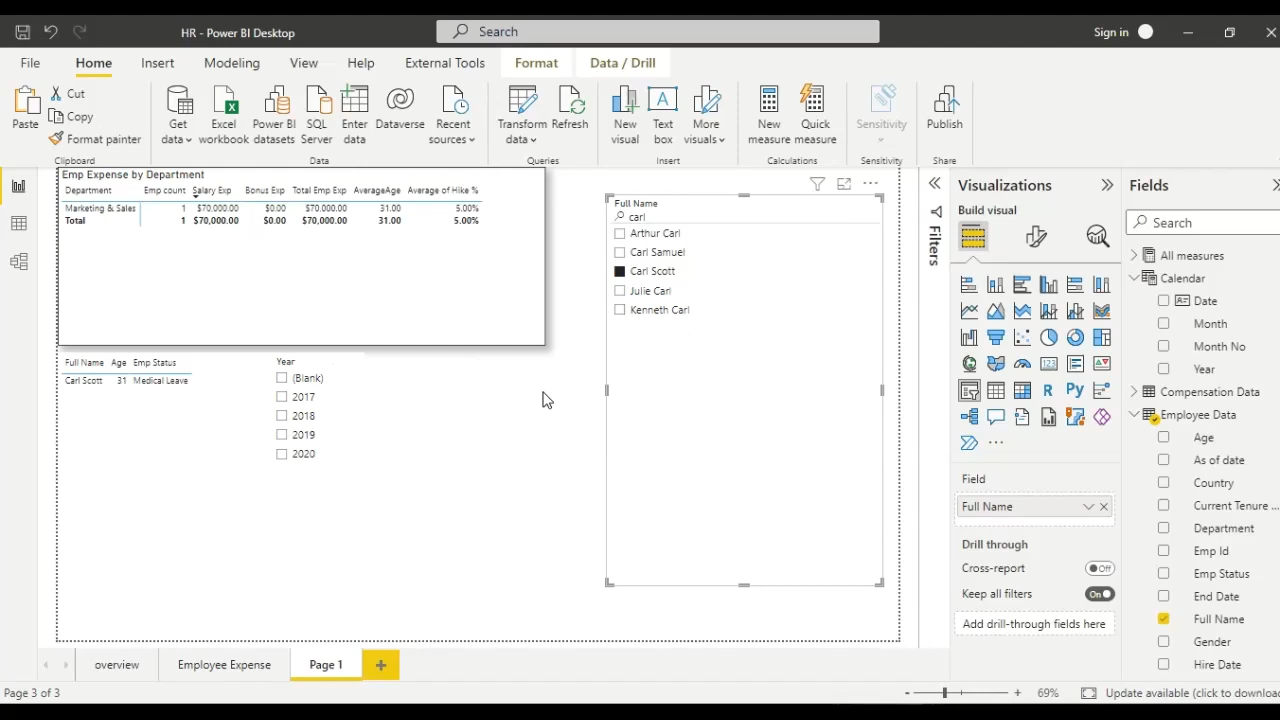 HR - Power BI Desktop
Search
Sign in
File Home Insert Modeling View Help External Tools Format Data / Drill
Paste
Cut
Copy
Format painter
Clipboard
Get data
Excel workbook
Power BI datasets
SQL Server
Enter data
Dataverse
Recent sources
Data
Transform data
Refresh
Queries
New visual
A
Text box
More visuals
Insert
New measure
Quick measure
Calculations
Sensitivity
Sensitivity
Publish
Share
Emp Expense by Department
Department Emp count Salary Exp Bonus Exp Total Emp Exp AverageAge Average of Hike %
Marketing & Sales 1 $70,000.00 $0.00 $70,000.00 31.00 5.00%
Total 1 $70,000.00 $0.00 $70,000.00 31.00 5.00%
Full Name Age Emp Status
Carl Scott 31 Medical Leave
Year
(Blank)
2017
2018
2019
2020
Full Name
carl
Arthur Carl
Carl Samuel
Carl Scott
Julie Carl
Kenneth Carl
Filters
Visualizations
Build visual
123
R
Py
Field
Full Name
Drill through
Cross-report Off
Keep all filters On
Add drill-through fields here
Fields
Search
All measures
Calendar
Date
Month
Month No
Year
Compensation Data
Employee Data
Age
As of date
Country
Current Tenure ...
Department
Emp Id
Emp Status
End Date
Full Name
Gender
Hire Date
overview Employee Expense Page 1
Page 3 of 3
- + 69% Update available (click to download